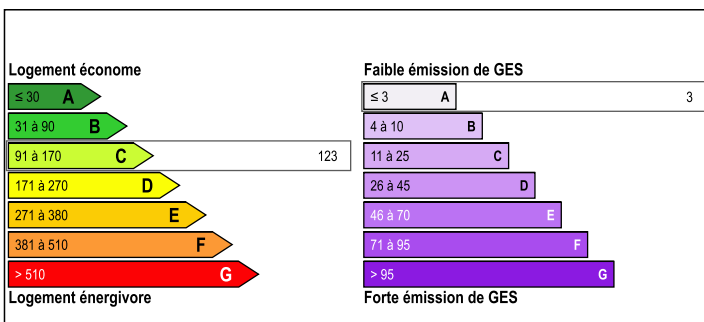 Logement économe
≤ 30 A
31 à 90 B
91 à 170 C 123
171 à 270 D
271 à 380 E
381 à 510 F
> 510 G
Logement énergivore
Faible émission de GES
≤ 3 A 3
4 à 10 B
11 à 25 C
26 à 45 D
46 à 70 E
71 à 95 F
> 95 G
Forte émission de GES